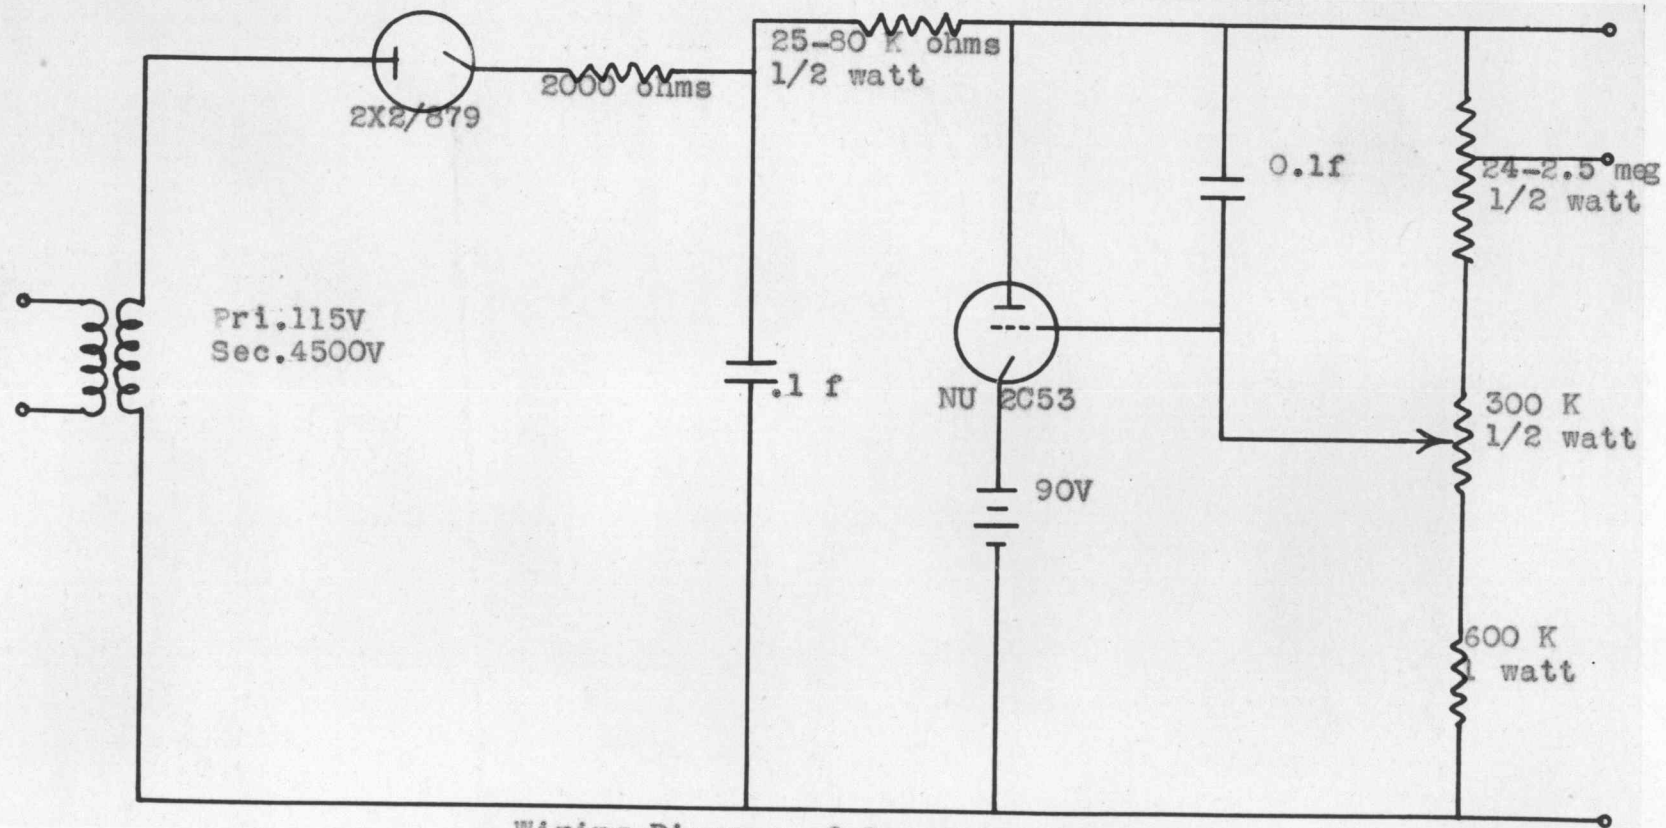 25-80 K ohms
1/2 watt
2000 ohms
2X2/879
0.1f
24-2.5 meg
1/2 watt
Pri.115V
Sec.4500V
.1 f
NU 2C53
300 K
1/2 watt
90V
600 K
1 watt
Wiring